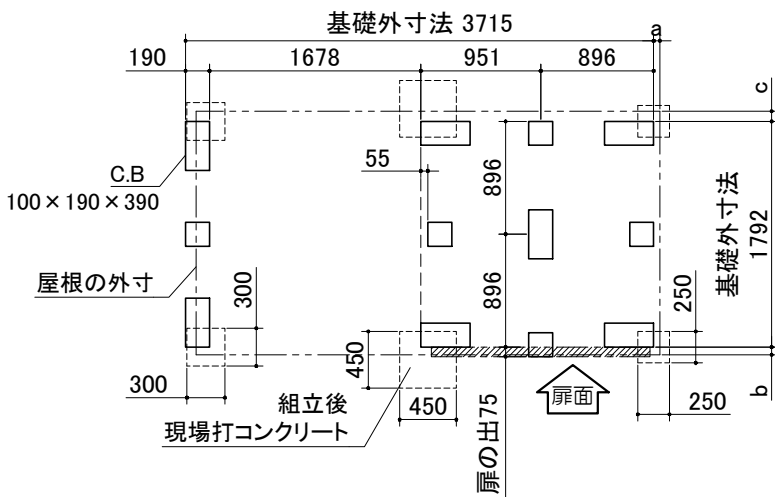 基礎外寸法 3715
a
190
1678
951
896
c
C.B
100×190×390
55
896
屋根の外寸
300
896
基礎外寸法
1792
250
300
450
組立後
現場打コンクリート
450
扉の出75
扉面
250
b